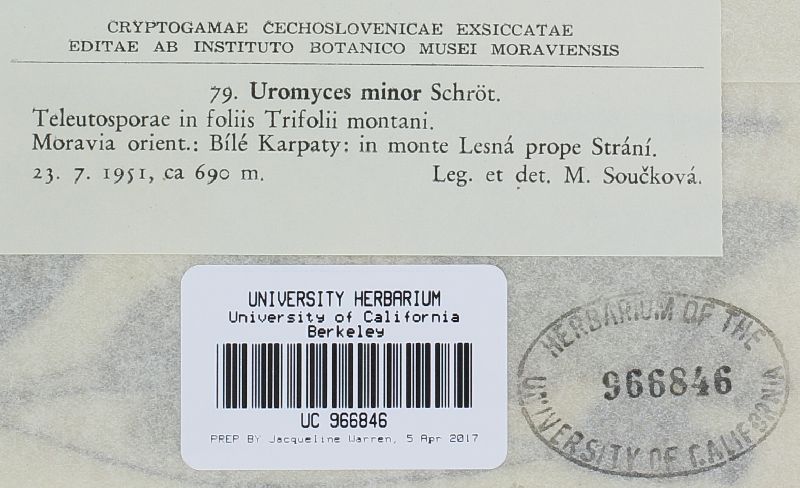 CRYPTOGAMAE ČECHOSLOVENICAE EXSICCATAE
EDITAE AB INSTITUTO BOTANICO MUSEI MORAVIENSIS
79. Uromyces minor Schröt.
Teleutosporae in foliis Trifolii montani.
Moravia orient.: Bílé Karpaty: in monte Lesná prope Strání.
23. 7. 1951, ca 690 m. Leg. et det. M. Součková.
UNIVERSITY HERBARIUM
University of California
Berkeley
UC 966846
PREP BY Jacqueline Warren, 5 Apr 2017
HERBARIUM OF THE
966846
UNIVERSITY OF CALIFORNIA